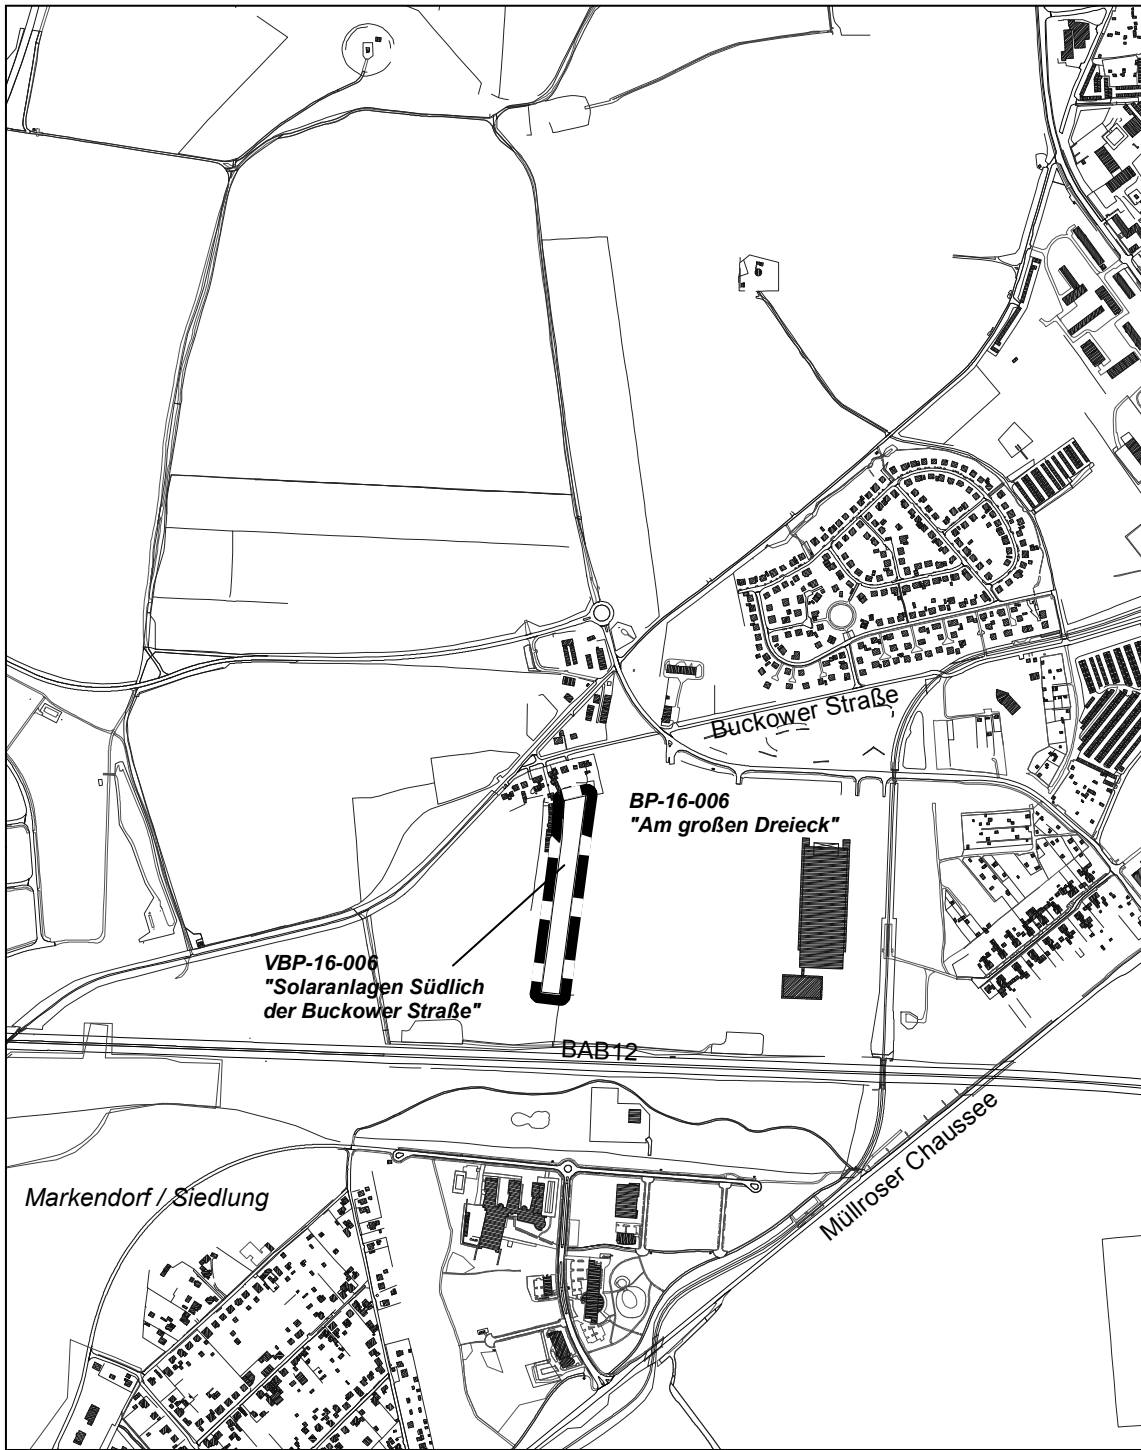 Buckower Straße
BP-16-006
"Am großen Dreieck"
VBP-16-006
"Solaranlagen Südlich
der Buckower Straße"
BAB12
Müllroser Chaussee
Markendorf / Siedlung